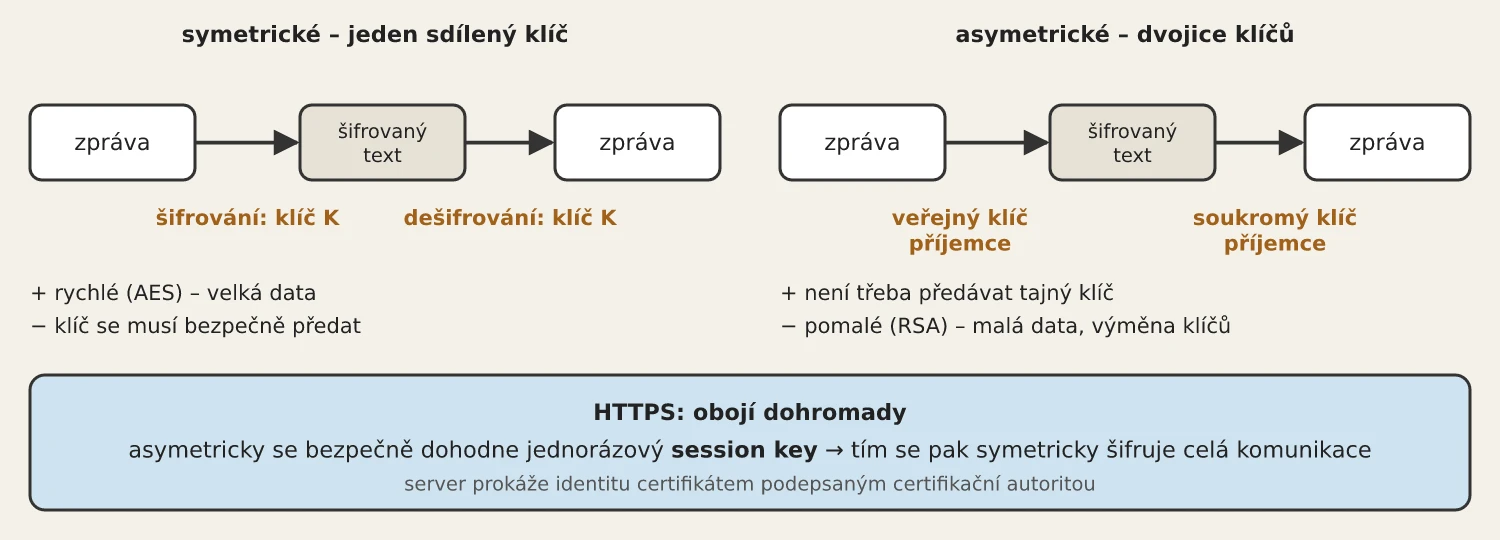 symetrické – jeden sdílený klíč
zpráva
šifrovaný
text
zpráva
šifrování: klíč K
dešifrování: klíč K
+ rychlé (AES) – velká data
− klíč se musí bezpečně předat
asymetrické – dvojice klíčů
zpráva
šifrovaný
text
zpráva
veřejný klíč
příjemce
soukromý klíč
příjemce
+ není třeba předávat tajný klíč
− pomalé (RSA) – malá data, výměna klíčů
HTTPS: obojí dohromady
asymetricky se bezpečně dohodne jednorázový session key → tím se pak symetricky šifruje celá komunikace
server prokáže identitu certifikátem podepsaným certifikační autoritou